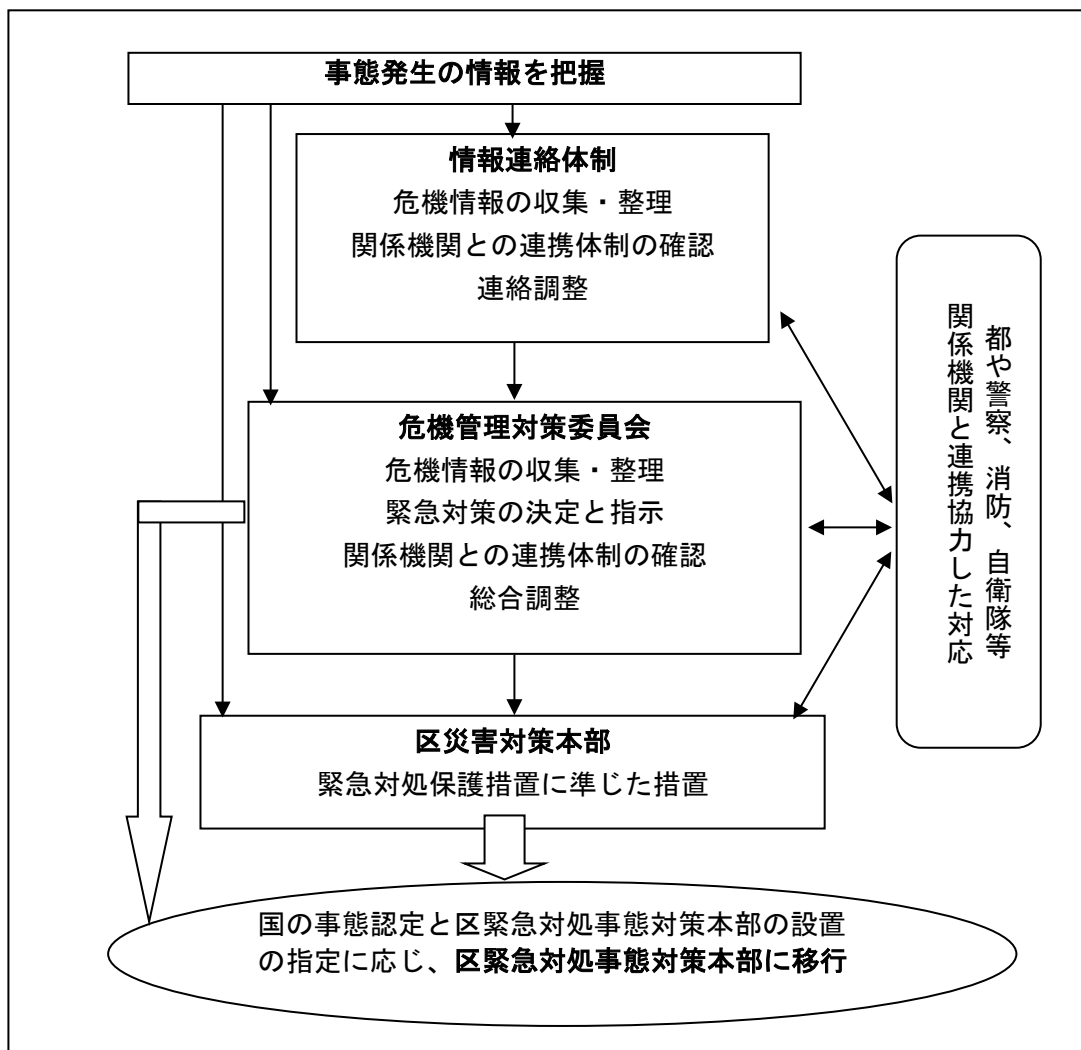 事態発生の情報を把握
情報連絡体制
危機情報の収集・整理
関係機関との連携体制の確認
連絡調整
危機管理対策委員会
危機情報の収集・整理
緊急対策の決定と指示
関係機関との連携体制の確認
総合調整
都や警察、消防、自衛隊等
関係機関と連携協力した対応
区災害対策本部
緊急対処保護措置に準じた措置
国の事態認定と区緊急対処事態対策本部の設置
の指定に応じ、区緊急対処事態対策本部に移行